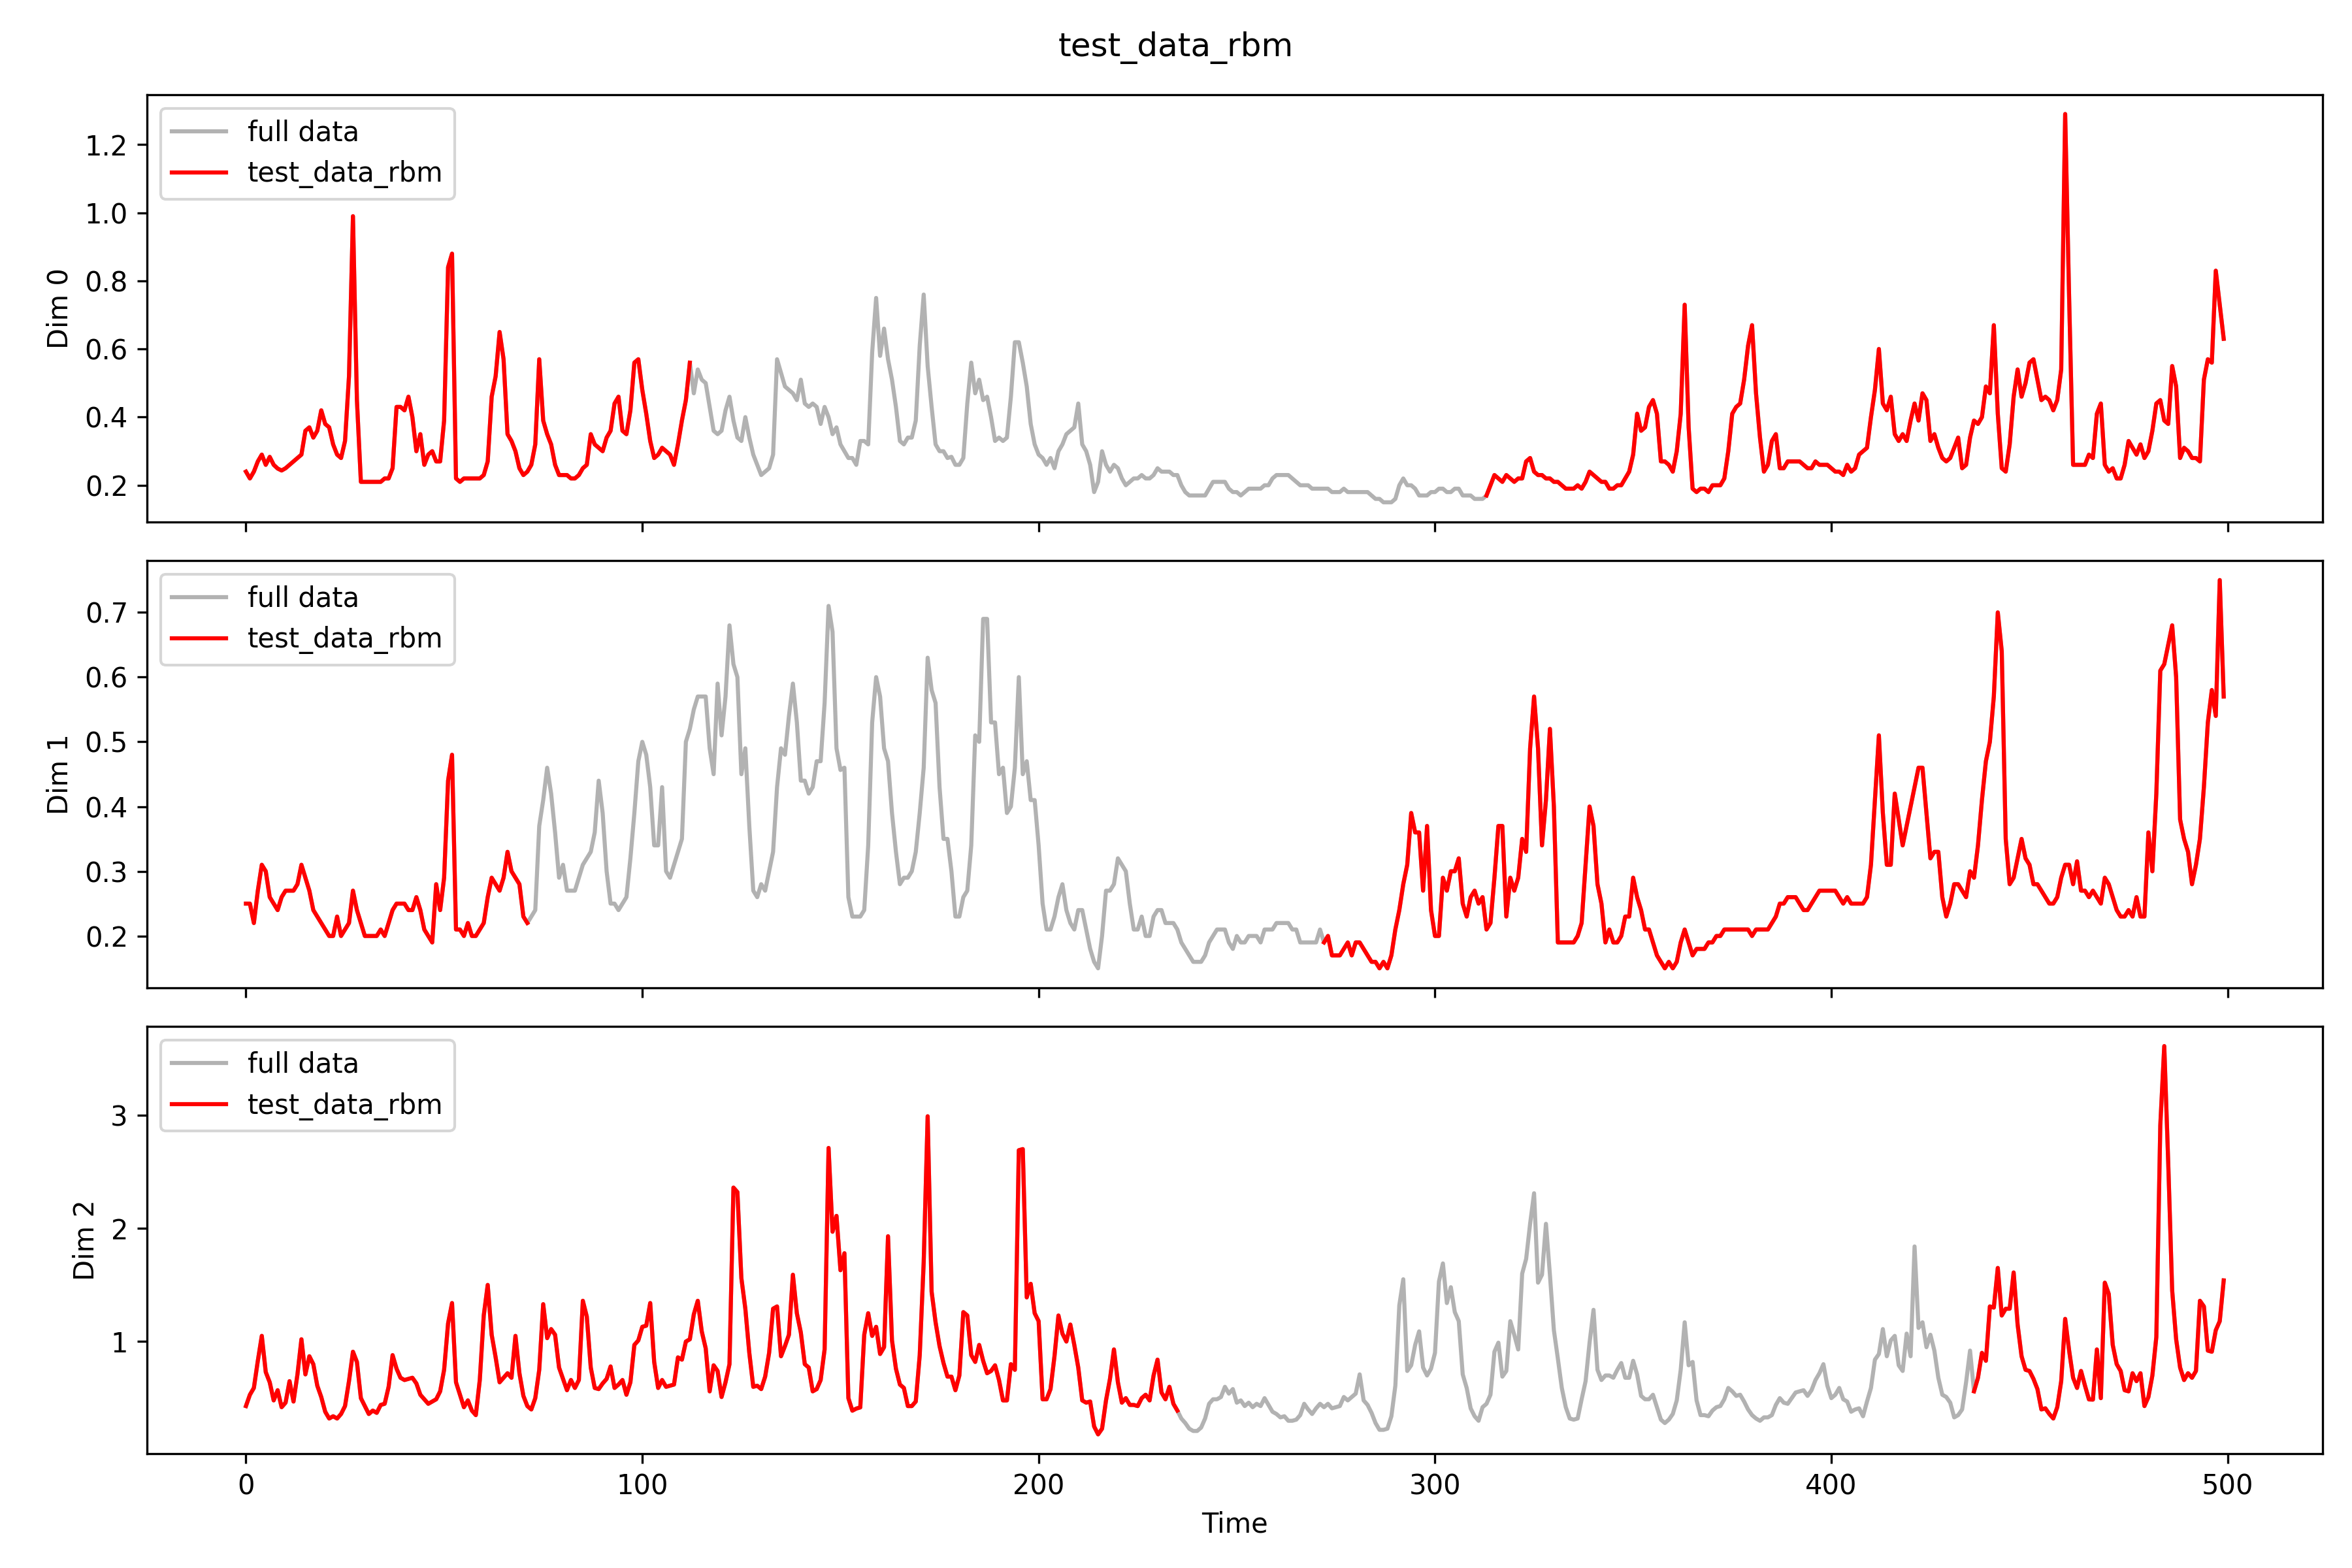 test_data_rbm
full data
test_data_rbm
1.2
1.0
0.8
0.6
0.4
0.2
Dim 0
full data
test_data_rbm
0.7
0.6
0.5
0.4
0.3
0.2
Dim 1
full data
test_data_rbm
3
2
1
Dim 2
0 100 200 300 400 500
Time